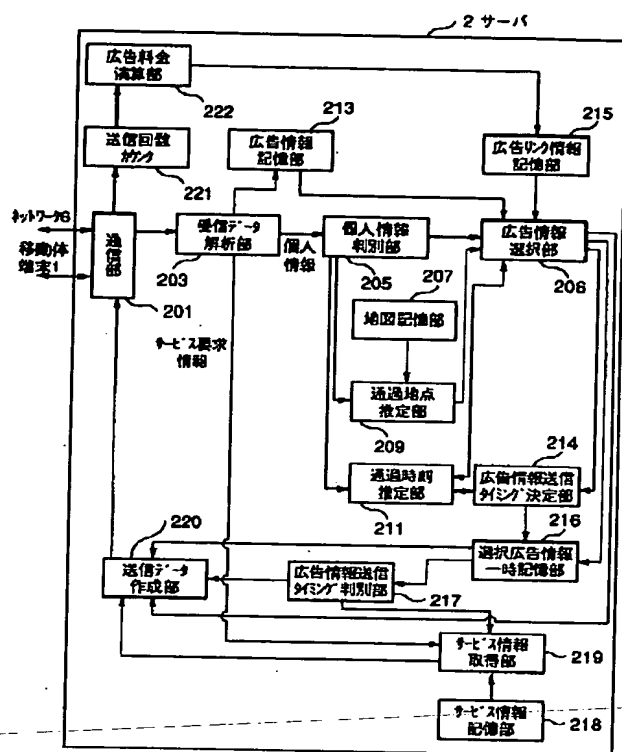 2 サーバ
広告料金
演算部
222
213
215
送信回数
カウンタ
221
広告情報
記憶部
広告リンク情報
記憶部
ネットワーク6
移動体
端末1
通信部
201
受信データ
解析部
203
個人
情報
個人情報
判別部
205
広告情報
選択部
206
207
地図記憶部
サービス要求
情報
通過地点
推定部
209
214
通過時刻
推定部
211
広告情報送信
タイミング決定部
216
220
送信データ
作成部
広告情報送信
タイミング判別部
217
選択広告情報
一時記憶部
サービス情報
取得部
219
サービス情報
記憶部
218